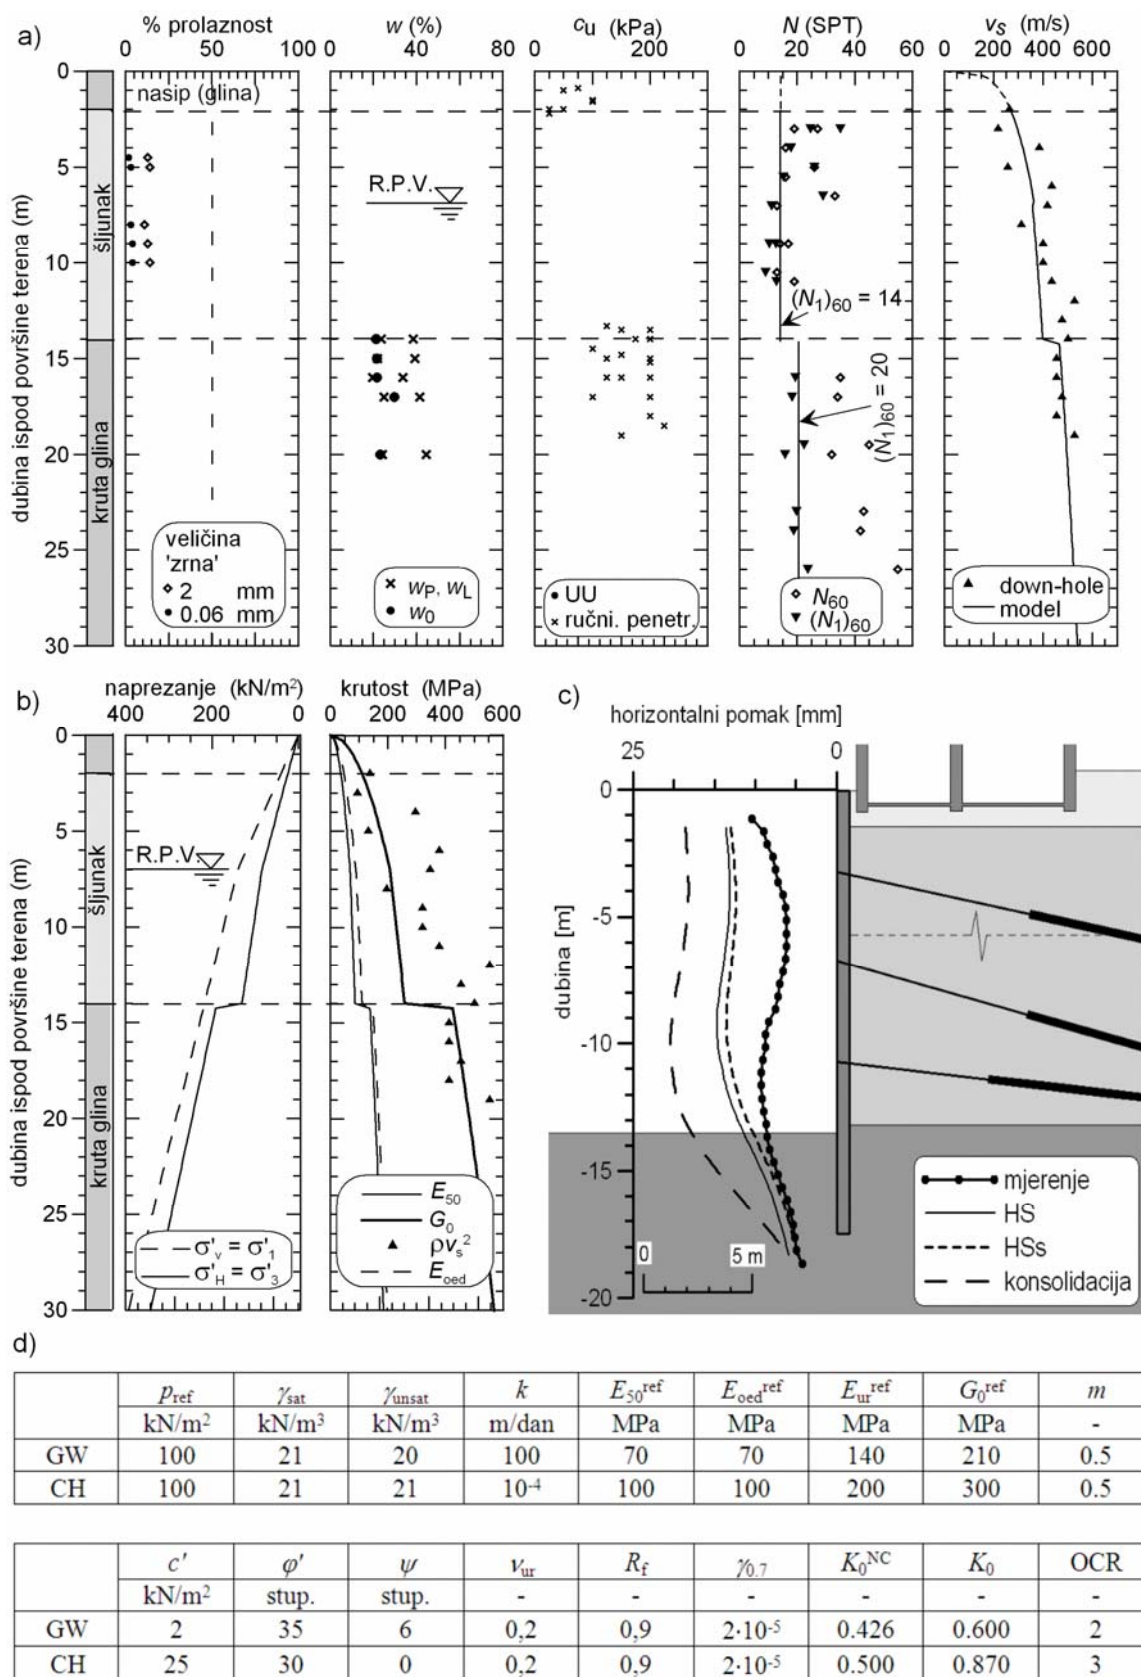 a)
% prolaznost
w (%)
cu (kPa)
N (SPT)
vs (m/s)
0 50 100
0 40 80
0 200
0 20 40 60
0 200 400 600
dubina ispod površine terena (m)
0
5
10
15
20
25
30
šljunak
kruta glina
nasip (glina)
R.P.V.
(N1)60 = 14
(N1)60 = 20
veličina
'zrna'
2 mm
0.06 mm
wP, wL
w0
UU
ručni. penetr.
N60
(N1)60
down-hole
model
b)
naprezanje (kN/m²)
400 200 0
krutost (MPa)
0 200 400 600
dubina ispod površine terena (m)
0
5
10
15
20
25
30
šljunak
kruta glina
R.P.V.
σ'v = σ'1
σ'H = σ'3
E50
G0
ρvs²
Eoed
c)
horizontalni pomak [mm]
25 0
dubina [m]
0
-5
-10
-15
-20
0 5 m
mjerenje
HS
HSs
konsolidacija
d)
pref γsat γunsat k E50ref Eoedref Eurref G0ref m
kN/m² kN/m³ kN/m³ m/dan MPa MPa MPa MPa -
GW 100 21 20 100 70 70 140 210 0.5
CH 100 21 21 10⁻⁴ 100 100 200 300 0.5
c' φ' ψ νur Rf γ0.7 K0NC K0 OCR
kN/m² stup. stup. - - - - - -
GW 2 35 6 0,2 0,9 2·10⁻⁵ 0.426 0.600 2
CH 25 30 0 0,2 0,9 2·10⁻⁵ 0.500 0.870 3